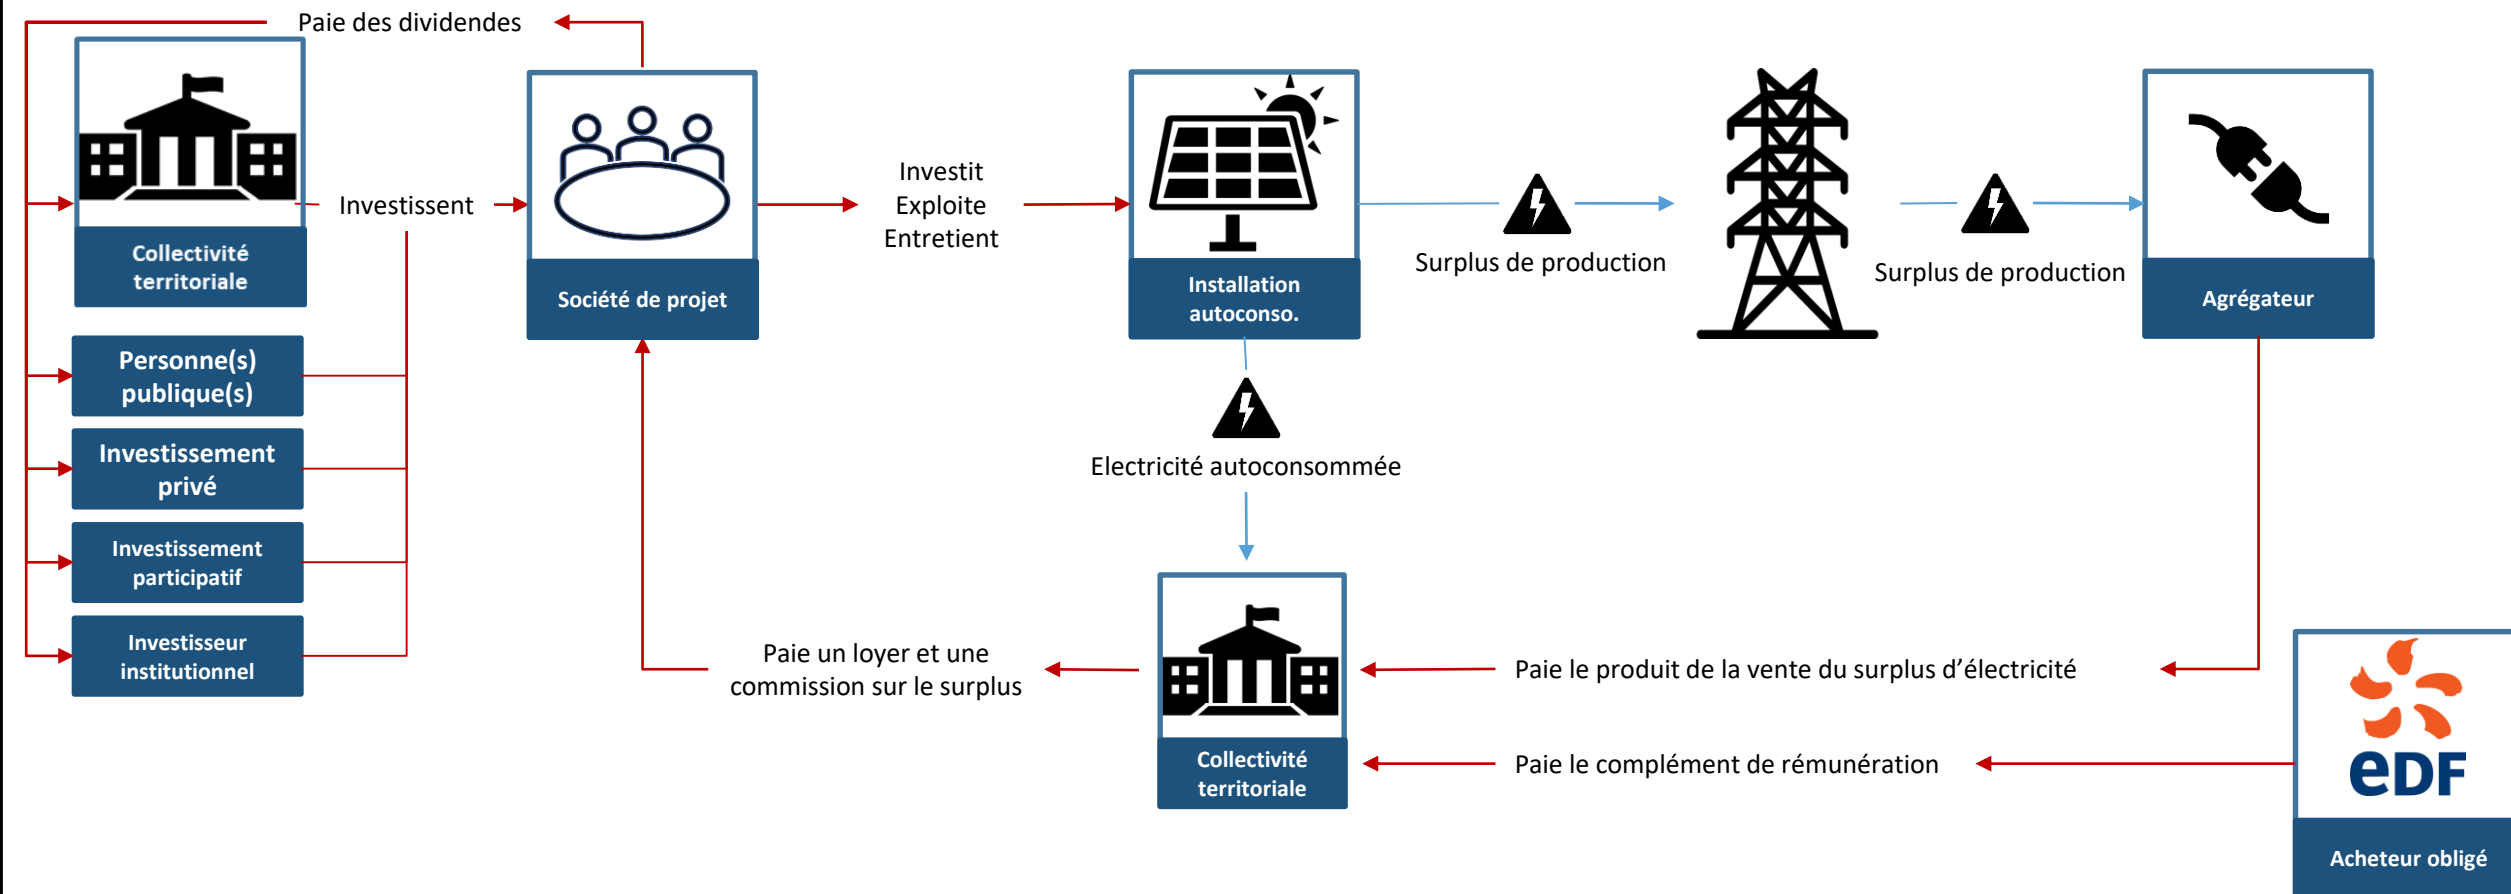 Paie des dividendes
Collectivité
territoriale
Investissent
Société de projet
Investit
Exploite
Entretient
Installation
autoconso.
Surplus de production
Surplus de production
Agrégateur
Personne(s)
publique(s)
Investissement
privé
Investissement
participatif
Investisseur
institutionnel
Electricité autoconsommée
Paie un loyer et une
commission sur le surplus
Collectivité
territoriale
Paie le produit de la vente du surplus d’électricité
Paie le complément de rémunération
eDF
Acheteur obligé